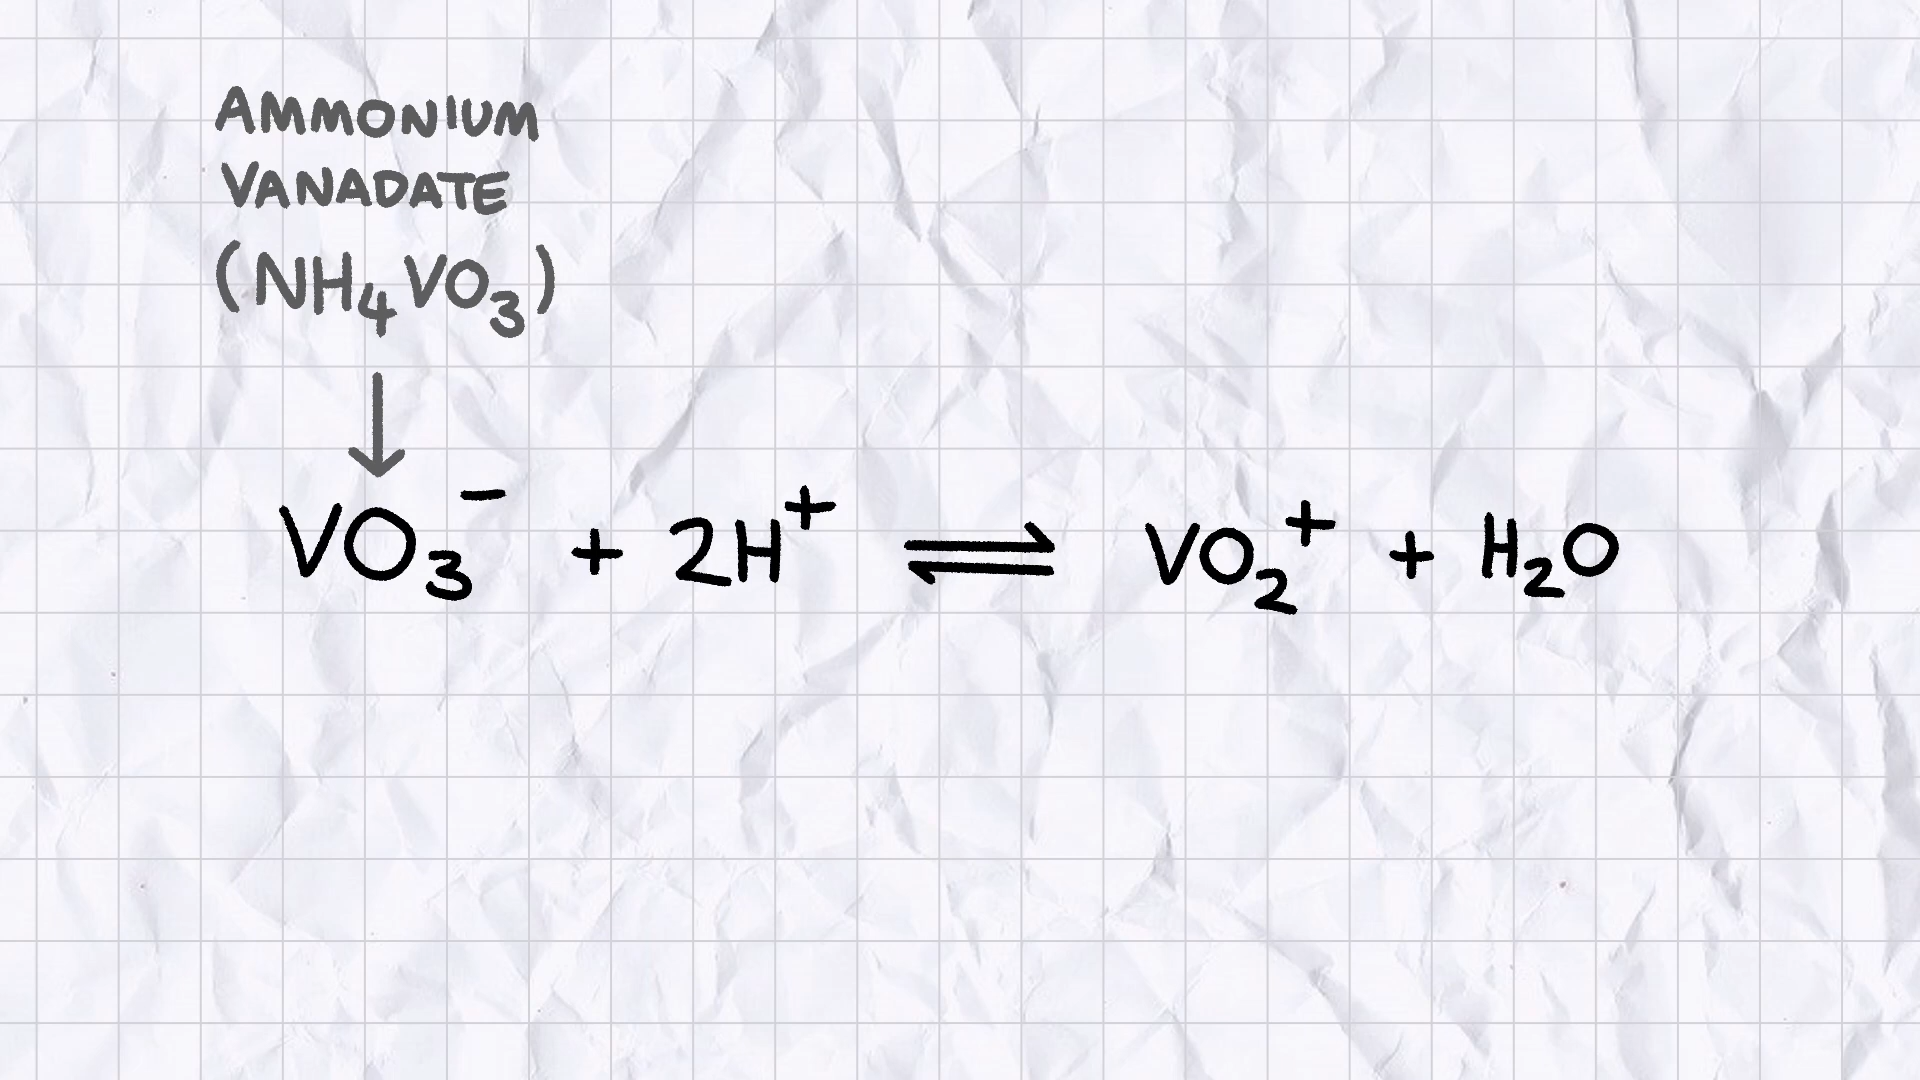 AMMONIUM
VANADATE
(NH₄VO₃)
VO₃⁻ + 2H⁺ ⇌ VO₂⁺ + H₂O